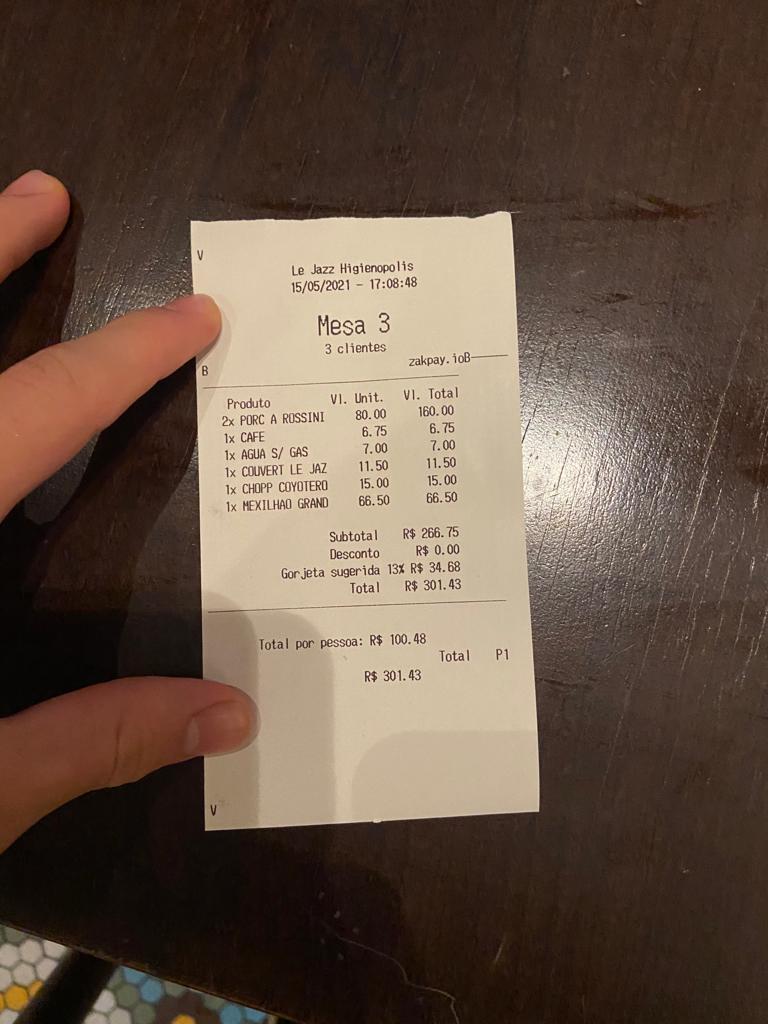 V
Le Jazz Higienopolis
15/05/2021 - 17:08:48
Mesa 3
3 clientes
zakpay.ioB
B
Produto Vl. Unit. Vl. Total
2x PORC A ROSSINI 80.00 160.00
1x CAFE 6.75 6.75
1x AGUA S/ GAS 7.00 7.00
1x COUVERT LE JAZ 11.50 11.50
1x CHOPP COYOTERO 15.00 15.00
1x MEXILHAO GRAND 66.50 66.50
Subtotal R$ 266.75
Desconto R$ 0.00
Gorjeta sugerida 13% R$ 34.68
Total R$ 301.43
Total por pessoa: R$ 100.48
Total P1
R$ 301.43
V